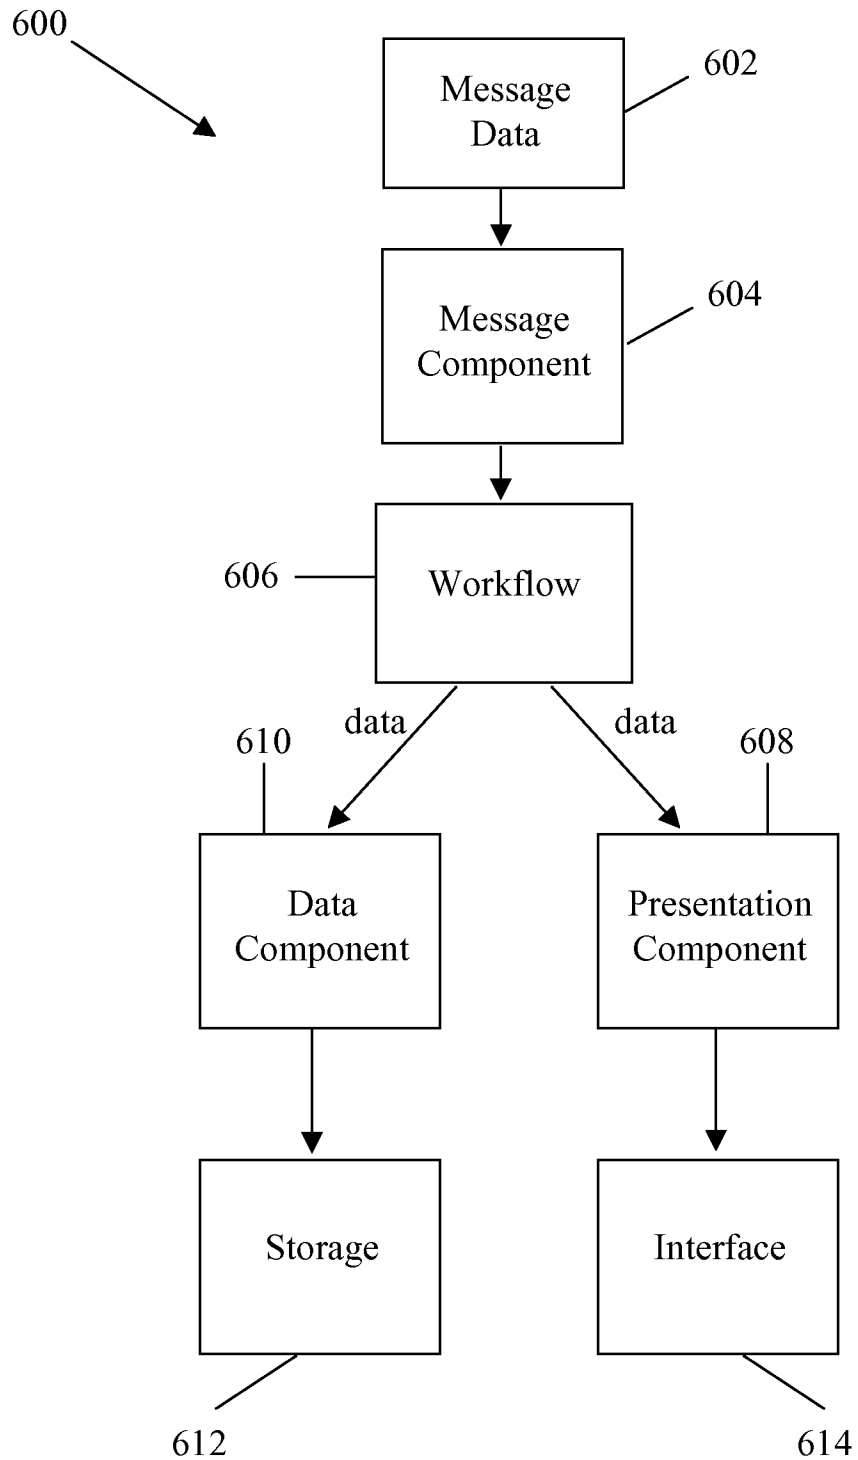 600
602
Message
Data
604
Message
Component
606
Workflow
data
data
610
608
Data
Component
Presentation
Component
Storage
Interface
612
614